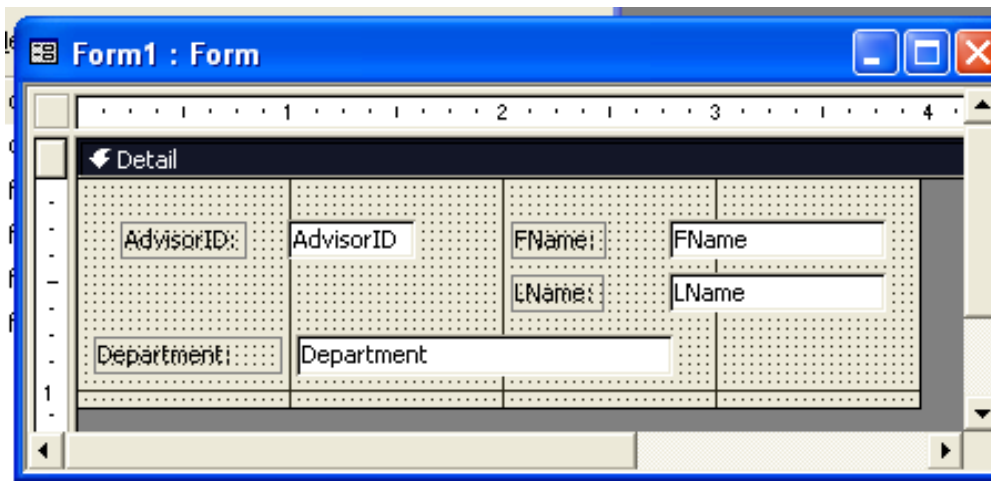 Form1 : Form
1 2 3 4
Detail
AdvisorID: AdvisorID FName: FName
LName: LName
Department: Department
1